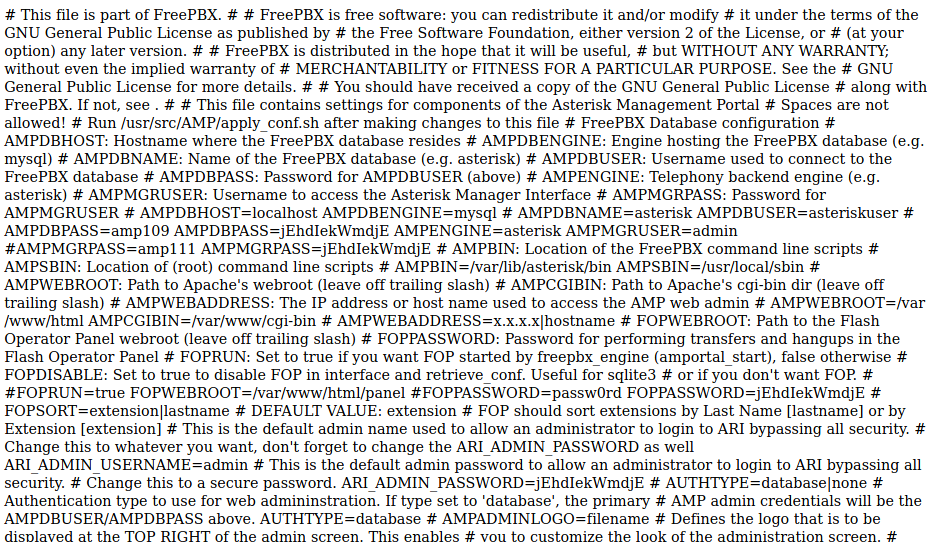 # This file is part of FreePBX. # # FreePBX is free software: you can redistribute it and/or modify # it under the terms of the
GNU General Public License as published by # the Free Software Foundation, either version 2 of the License, or # (at your
option) any later version. # # FreePBX is distributed in the hope that it will be useful, # but WITHOUT ANY WARRANTY;
without even the implied warranty of # MERCHANTABILITY or FITNESS FOR A PARTICULAR PURPOSE. See the # GNU
General Public License for more details. # # You should have received a copy of the GNU General Public License # along with
FreePBX. If not, see . # # This file contains settings for components of the Asterisk Management Portal # Spaces are not
allowed! # Run /usr/src/AMP/apply_conf.sh after making changes to this file # FreePBX Database configuration #
AMPDBHOST: Hostname where the FreePBX database resides # AMPDBENGINE: Engine hosting the FreePBX database (e.g.
mysql) # AMPDBNAME: Name of the FreePBX database (e.g. asterisk) # AMPDBUSER: Username used to connect to the
FreePBX database # AMPDBPASS: Password for AMPDBUSER (above) # AMPENGINE: Telephony backend engine (e.g.
asterisk) # AMPMGRUSER: Username to access the Asterisk Manager Interface # AMPMGRPASS: Password for
AMPMGRUSER # AMPDBHOST=localhost AMPDBENGINE=mysql # AMPDBNAME=asterisk AMPDBUSER=asteriskuser #
AMPDBPASS=amp109 AMPDBPASS=jEhdIekWmdjE AMPENGINE=asterisk AMPMGRUSER=admin
#AMPMGRPASS=amp111 AMPMGRPASS=jEhdIekWmdjE # AMPBIN: Location of the FreePBX command line scripts #
AMPSBIN: Location of (root) command line scripts # AMPBIN=/var/lib/asterisk/bin AMPSBIN=/usr/local/sbin #
AMPWEBROOT: Path to Apache's webroot (leave off trailing slash) # AMPCGIBIN: Path to Apache's cgi-bin dir (leave off
trailing slash) # AMPWEBADDRESS: The IP address or host name used to access the AMP web admin # AMPWEBROOT=/var
/www/html AMPCGIBIN=/var/www/cgi-bin # AMPWEBADDRESS=x.x.x.x|hostname # FOPWEBROOT: Path to the Flash
Operator Panel webroot (leave off trailing slash) # FOPPASSWORD: Password for performing transfers and hangups in the
Flash Operator Panel # FOPRUN: Set to true if you want FOP started by freepbx_engine (amportal_start), false otherwise #
FOPDISABLE: Set to true to disable FOP in interface and retrieve_conf. Useful for sqlite3 # or if you don't want FOP. #
#FOPRUN=true FOPWEBROOT=/var/www/html/panel #FOPPASSWORD=passw0rd FOPPASSWORD=jEhdIekWmdjE #
FOPSORT=extension|lastname # DEFAULT VALUE: extension # FOP should sort extensions by Last Name [lastname] or by
Extension [extension] # This is the default admin name used to allow an administrator to login to ARI bypassing all security. #
Change this to whatever you want, don't forget to change the ARI_ADMIN_PASSWORD as well
ARI_ADMIN_USERNAME=admin # This is the default admin password to allow an administrator to login to ARI bypassing all
security. # Change this to a secure password. ARI_ADMIN_PASSWORD=jEhdIekWmdjE # AUTHTYPE=database|none #
Authentication type to use for web admininstration. If type set to 'database', the primary # AMP admin credentials will be the
AMPDBUSER/AMPDBPASS above. AUTHTYPE=database # AMPADMINLOGO=filename # Defines the logo that is to be
displayed at the TOP RIGHT of the admin screen. This enables # you to customize the look of the administration screen. #